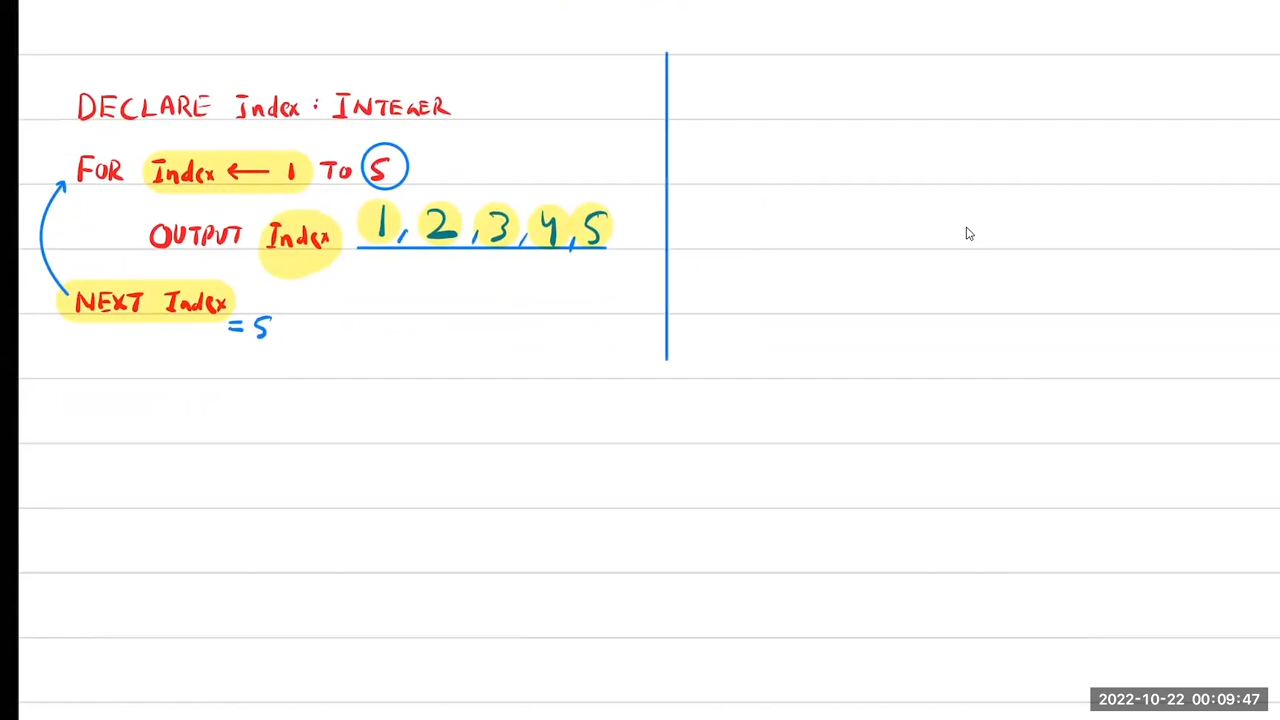 DECLARE Index : INTEGER
FOR Index ← 1 TO 5
OUTPUT Index 1, 2, 3, 4, 5
NEXT Index
= 5
2022-10-22 00:09:47